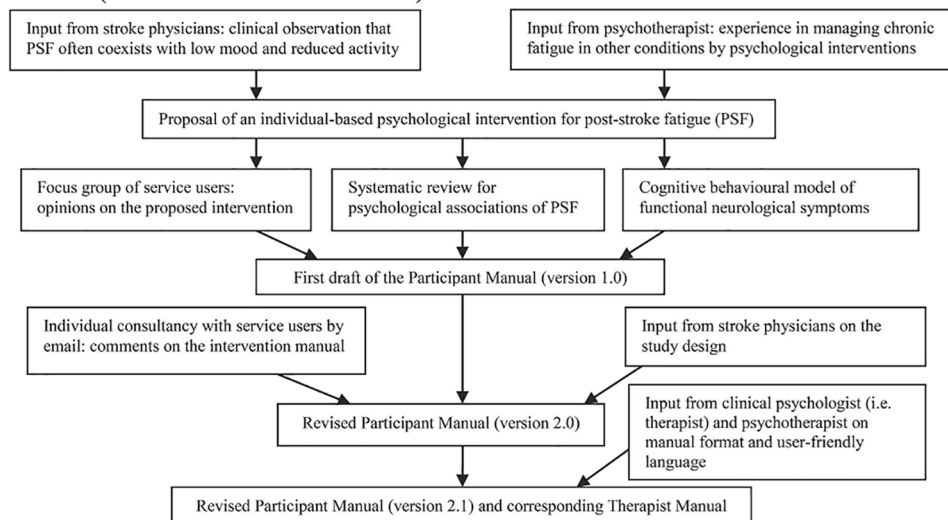 Input from stroke physicians: clinical observation that
PSF often coexists with low mood and reduced activity
Input from psychotherapist: experience in managing chronic
fatigue in other conditions by psychological interventions
Proposal of an individual-based psychological intervention for post-stroke fatigue (PSF)
Focus group of service users:
opinions on the proposed intervention
Systematic review for
psychological associations of PSF
Cognitive behavioural model of
functional neurological symptoms
First draft of the Participant Manual (version 1.0)
Individual consultancy with service users by
email: comments on the intervention manual
Input from stroke physicians on the
study design
Revised Participant Manual (version 2.0)
Input from clinical psychologist (i.e.
therapist) and psychotherapist on
manual format and user-friendly
language
Revised Participant Manual (version 2.1) and corresponding Therapist Manual